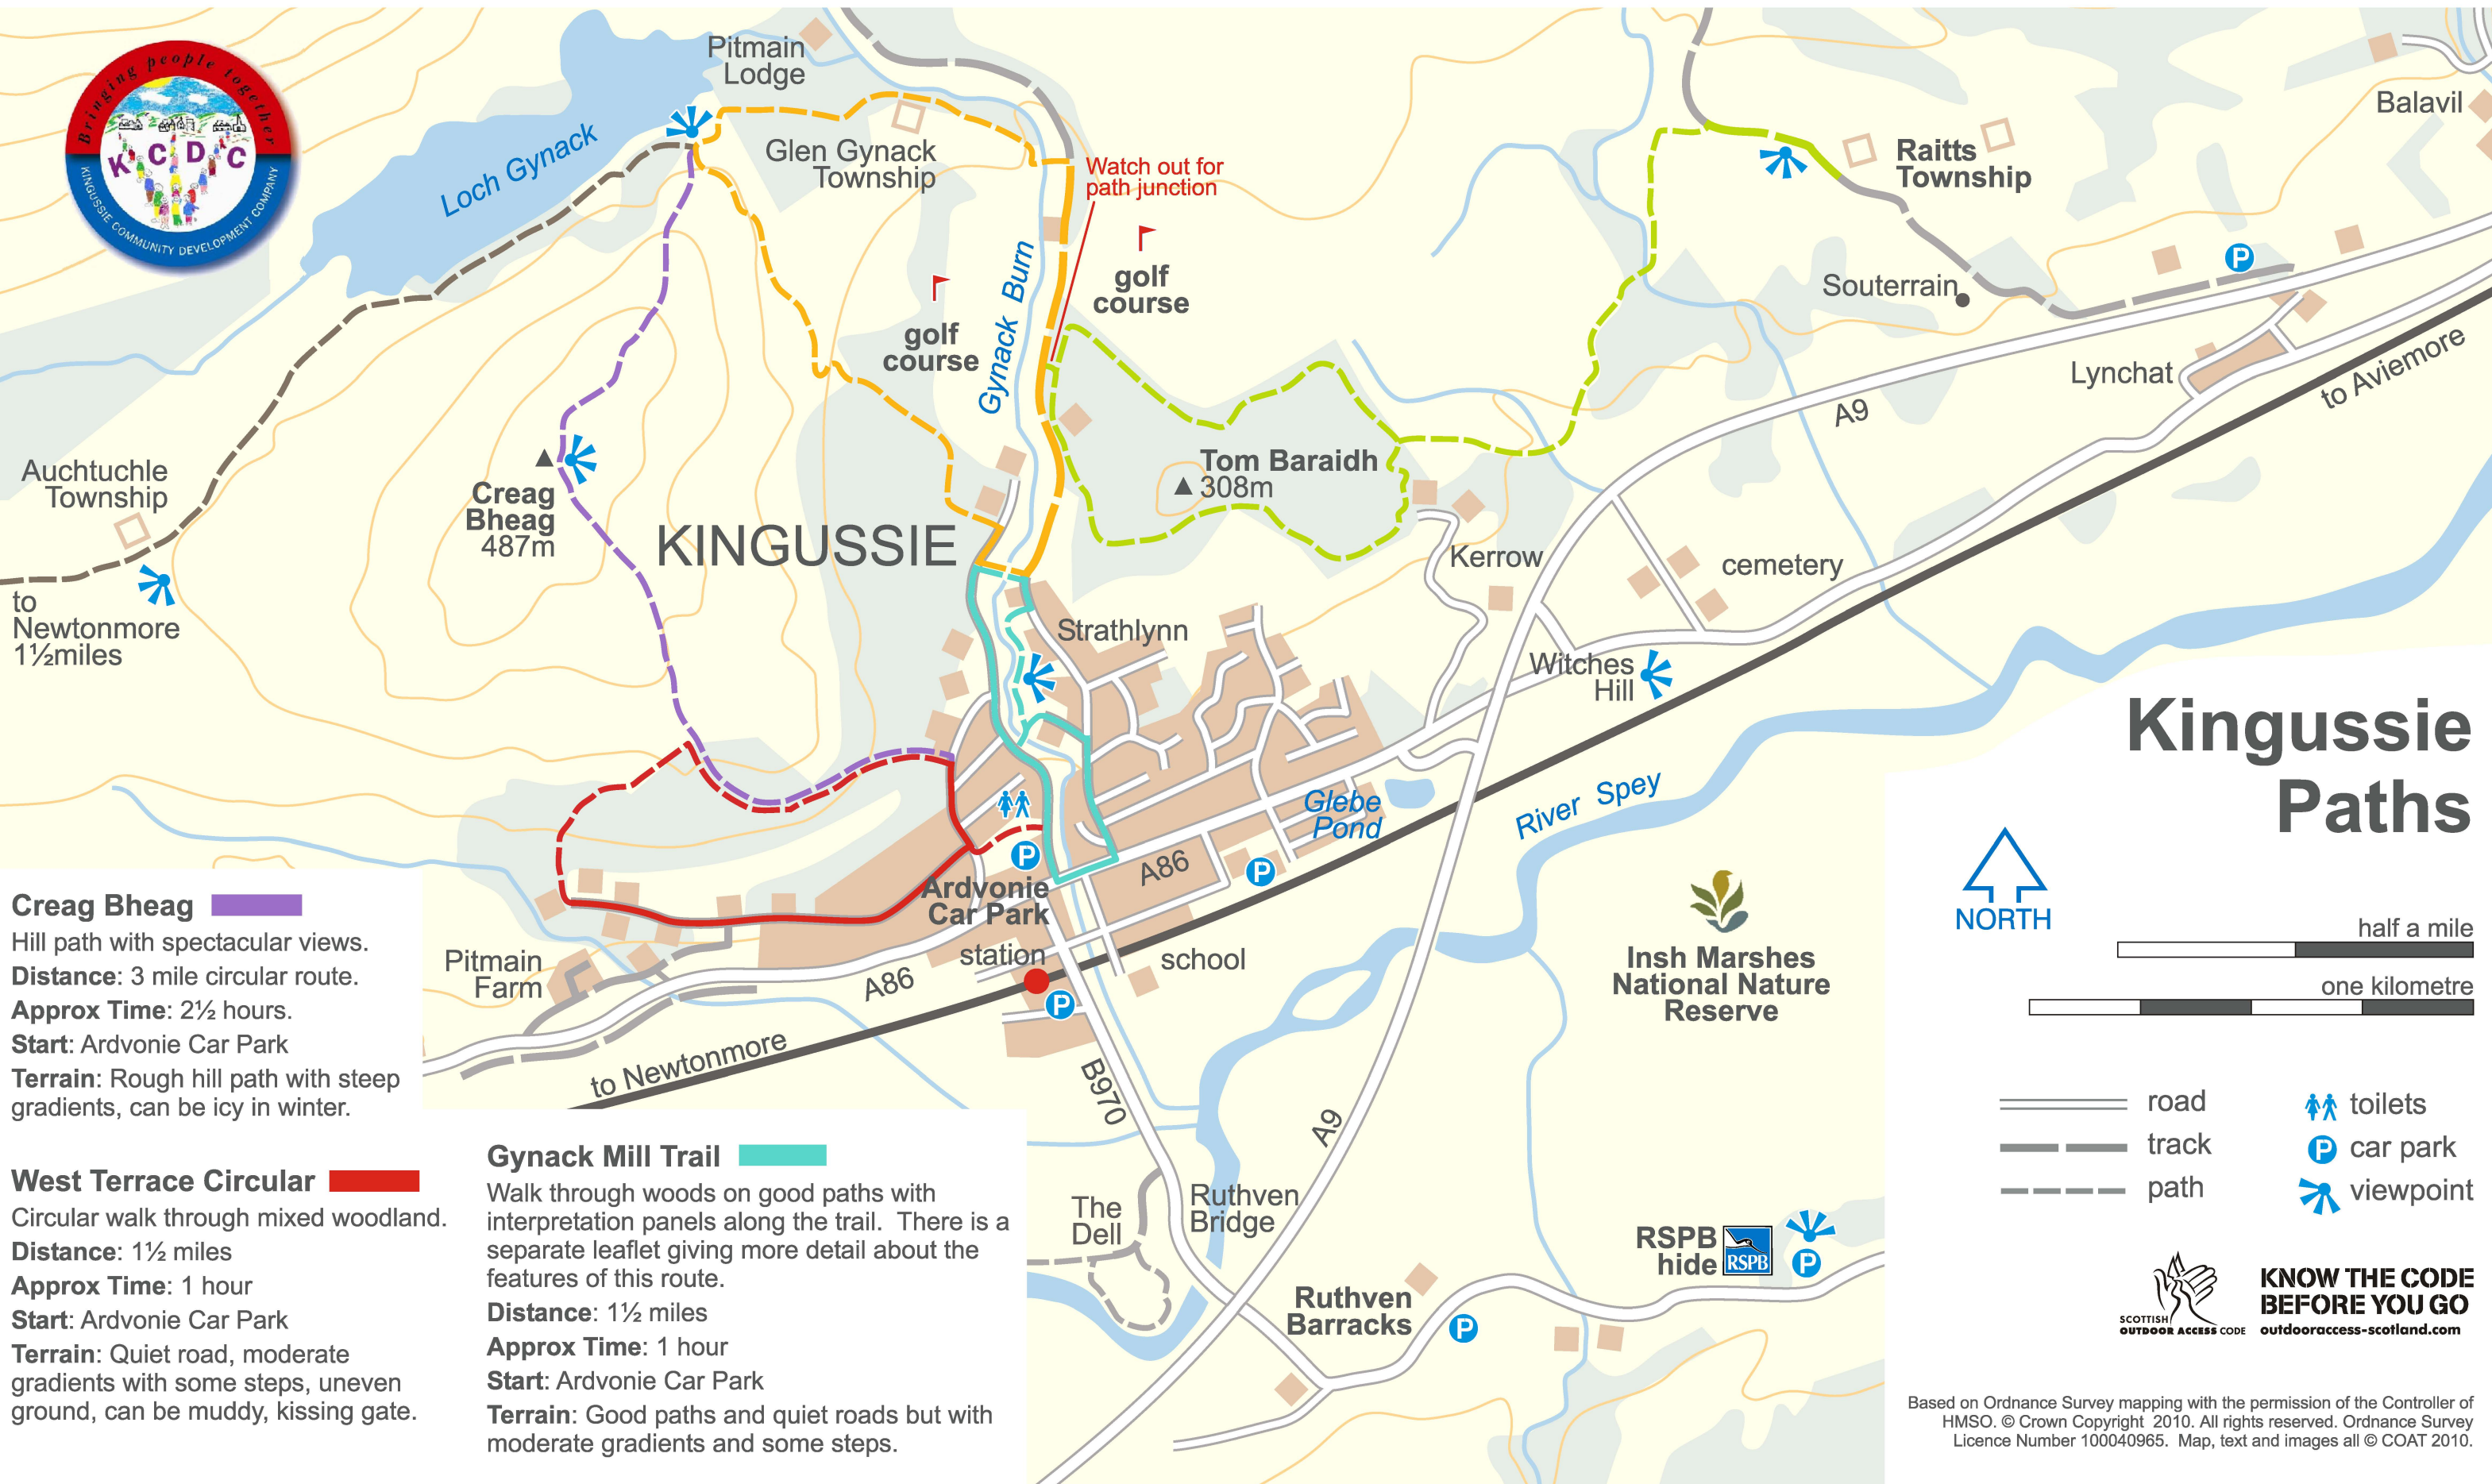 Bringing people together
K C D C
KINGUSSIE COMMUNITY DEVELOPMENT COMPANY
Pitmain
Lodge
Loch Gynack
Glen Gynack
Township
Watch out for
path junction
golf
course
golf
course
Gynack Burn
Raitts
Township
Balavil
Souterrain
P
Lynchat
to Aviemore
A9
Auchtuchle
Township
to
Newtonmore
1½miles
Creag
Bheag
487m
KINGUSSIE
Tom Baraidh
308m
Kerrow
cemetery
Strathlynn
Witches
Hill
Glebe
Pond
River Spey
P
Ardvonie
Car Park
A86
P
station
school
P
Pitmain
Farm
A86
to Newtonmore
B970
A9
The
Dell
Ruthven
Bridge
Ruthven
Barracks
P
RSPB
hide
RSPB
P
Insh Marshes
National Nature
Reserve
Kingussie
Paths
NORTH
half a mile
one kilometre
road
track
path
toilets
P car park
viewpoint
SCOTTISH
OUTDOOR ACCESS CODE
KNOW THE CODE
BEFORE YOU GO
outdooraccess-scotland.com
Based on Ordnance Survey mapping with the permission of the Controller of
HMSO. © Crown Copyright 2010. All rights reserved. Ordnance Survey
Licence Number 100040965. Map, text and images all © COAT 2010.
Creag Bheag
Hill path with spectacular views.
Distance: 3 mile circular route.
Approx Time: 2½ hours.
Start: Ardvonie Car Park
Terrain: Rough hill path with steep
gradients, can be icy in winter.
West Terrace Circular
Circular walk through mixed woodland.
Distance: 1½ miles
Approx Time: 1 hour
Start: Ardvonie Car Park
Terrain: Quiet road, moderate
gradients with some steps, uneven
ground, can be muddy, kissing gate.
Gynack Mill Trail
Walk through woods on good paths with
interpretation panels along the trail. There is a
separate leaflet giving more detail about the
features of this route.
Distance: 1½ miles
Approx Time: 1 hour
Start: Ardvonie Car Park
Terrain: Good paths and quiet roads but with
moderate gradients and some steps.